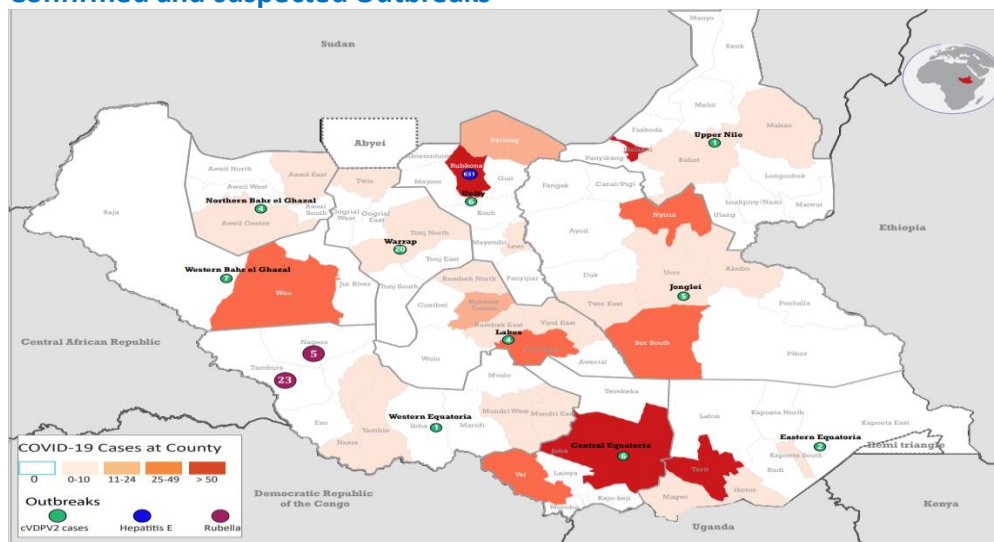 Confirmed and Suspected Outbreaks
Sudan
Manyo
Renk
Melut
Maban
Fashoda
Upper Nile
1
Abyei
Pariang
Panyikang
Malakal
Baliet
Abiemnhom
Rubkona
631
Mayom
Unity
6
Guit
Koch
Fangak
Canal/Pigi
Longochuk
Luakpiny/Nasir
Maiwut
Ulang
Nyirol
Aweil North
Aweil East
Twic
Aweil West
Northern Bahr el Ghazal
4
Aweil South
Aweil Centre
Gogrial West
Gogrial East
Raja
Tonj North
Warrap
20
Tonj East
Mayendit
Leer
Ayod
Ethiopia
Western Bahr el Ghazal
7
Wau
Jur River
Tonj South
Rumbek North
Panyijiar
Duk
Uror
Akobo
Jonglei
5
Pochalla
Cueibet
Rumbek Centre
Rumbek East
Yirol East
Twic East
Lakes
4
Bor South
Pibor
Central African Republic
Nagero
5
Wulu
Awerial
Tambura
23
Mvolo
Terekeka
Western Equatoria
1
Ibba
Maridi
Mundri West
Mundri East
Ezo
Yambio
Nzara
Central Equatoria
6
Juba
Lainya
Yei
Morobo
Kajo-keji
Lafon
Torit
Magwi
Ikotos
Kapoeta North
Kapoeta East
Eastern Equatoria
2
Kapoeta South
Budi
Ilemi triangle
Democratic Republic
of the Congo
Uganda
Kenya
COVID-19 Cases at County
0
0-10
11-24
25-49
> 50
Outbreaks
cVDPV2 cases
Hepatitis E
Rubella